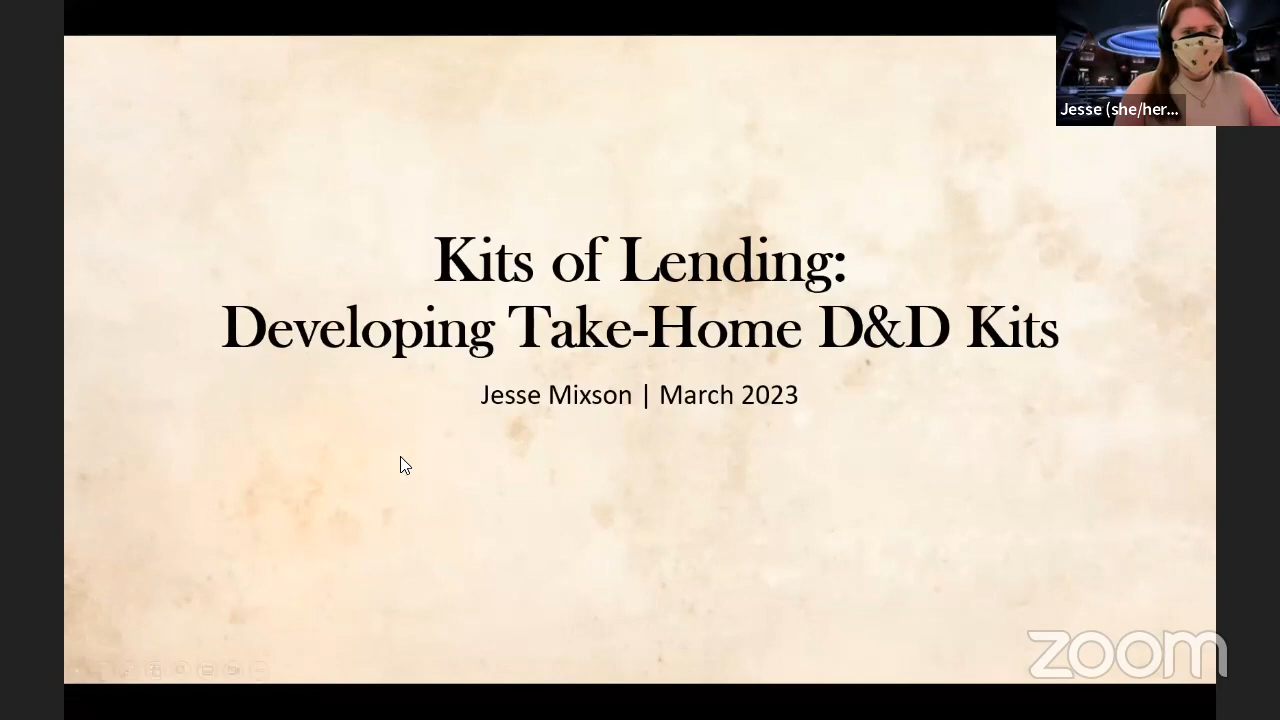 Jesse (she/her...
Kits of Lending:
Developing Take-Home D&D Kits
Jesse Mixson | March 2023
zoom